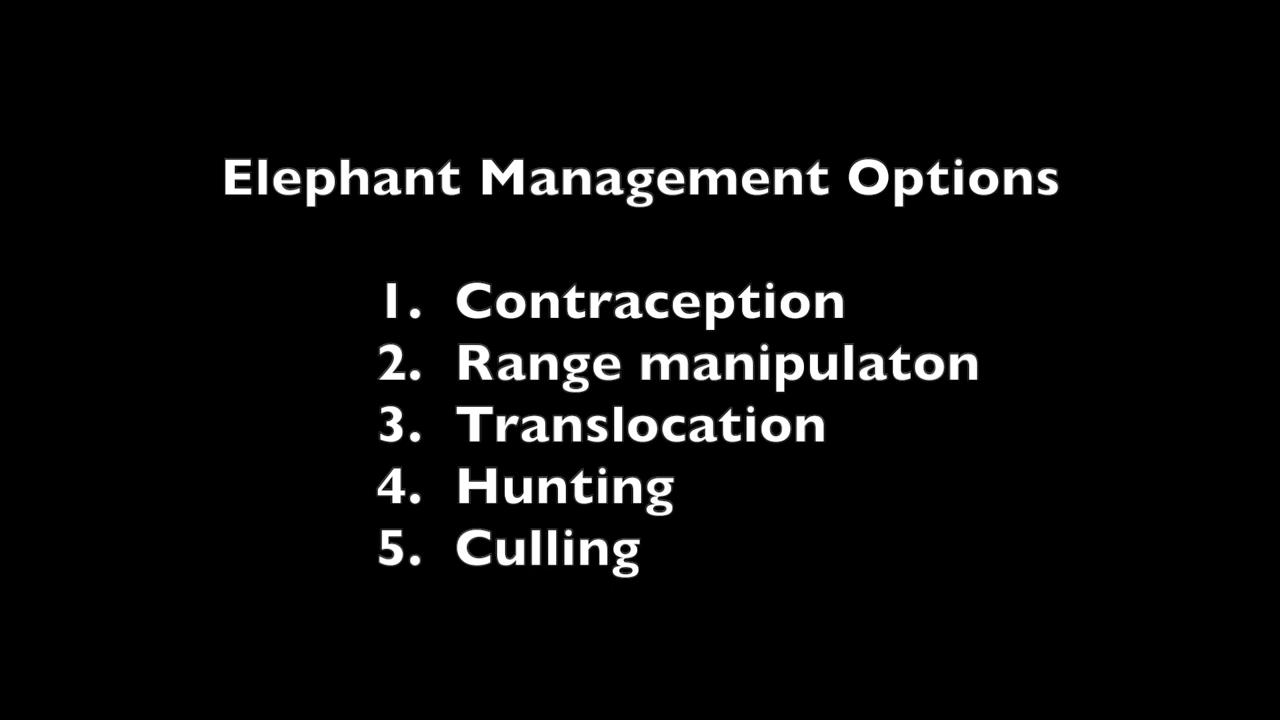 Elephant Management Options
1. Contraception
2. Range manipulaton
3. Translocation
4. Hunting
5. Culling